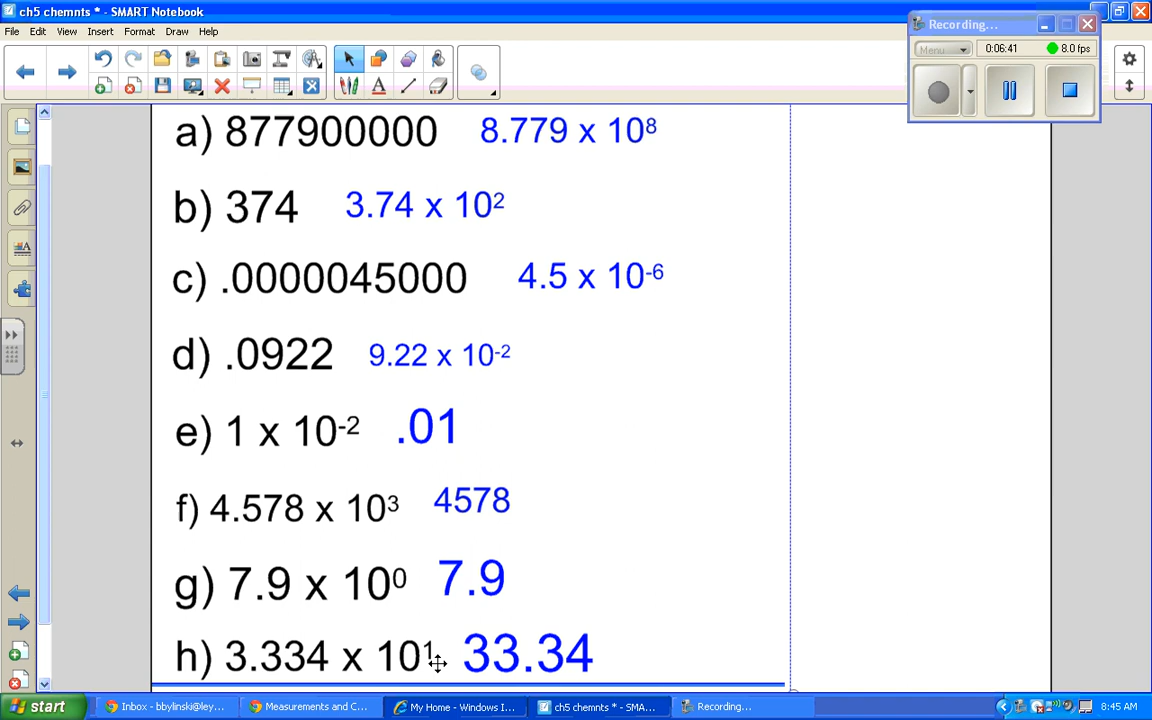 ch5 chemnts * - SMART Notebook
File Edit View Insert Format Draw Help
Recording...
Menu 0:06:41 8.0 fps
a) 877900000 8.779 x 10⁸
b) 374 3.74 x 10²
c) .0000045000 4.5 x 10⁻⁶
d) .0922 9.22 x 10⁻²
e) 1 x 10⁻² .01
f) 4.578 x 10³ 4578
g) 7.9 x 10⁰ 7.9
h) 3.334 x 10¹ 33.34
start Inbox - bbylinski@ley... Measurements and C... My Home - Windows I... ch5 chemnts * - SMA... Recording... 8:45 AM